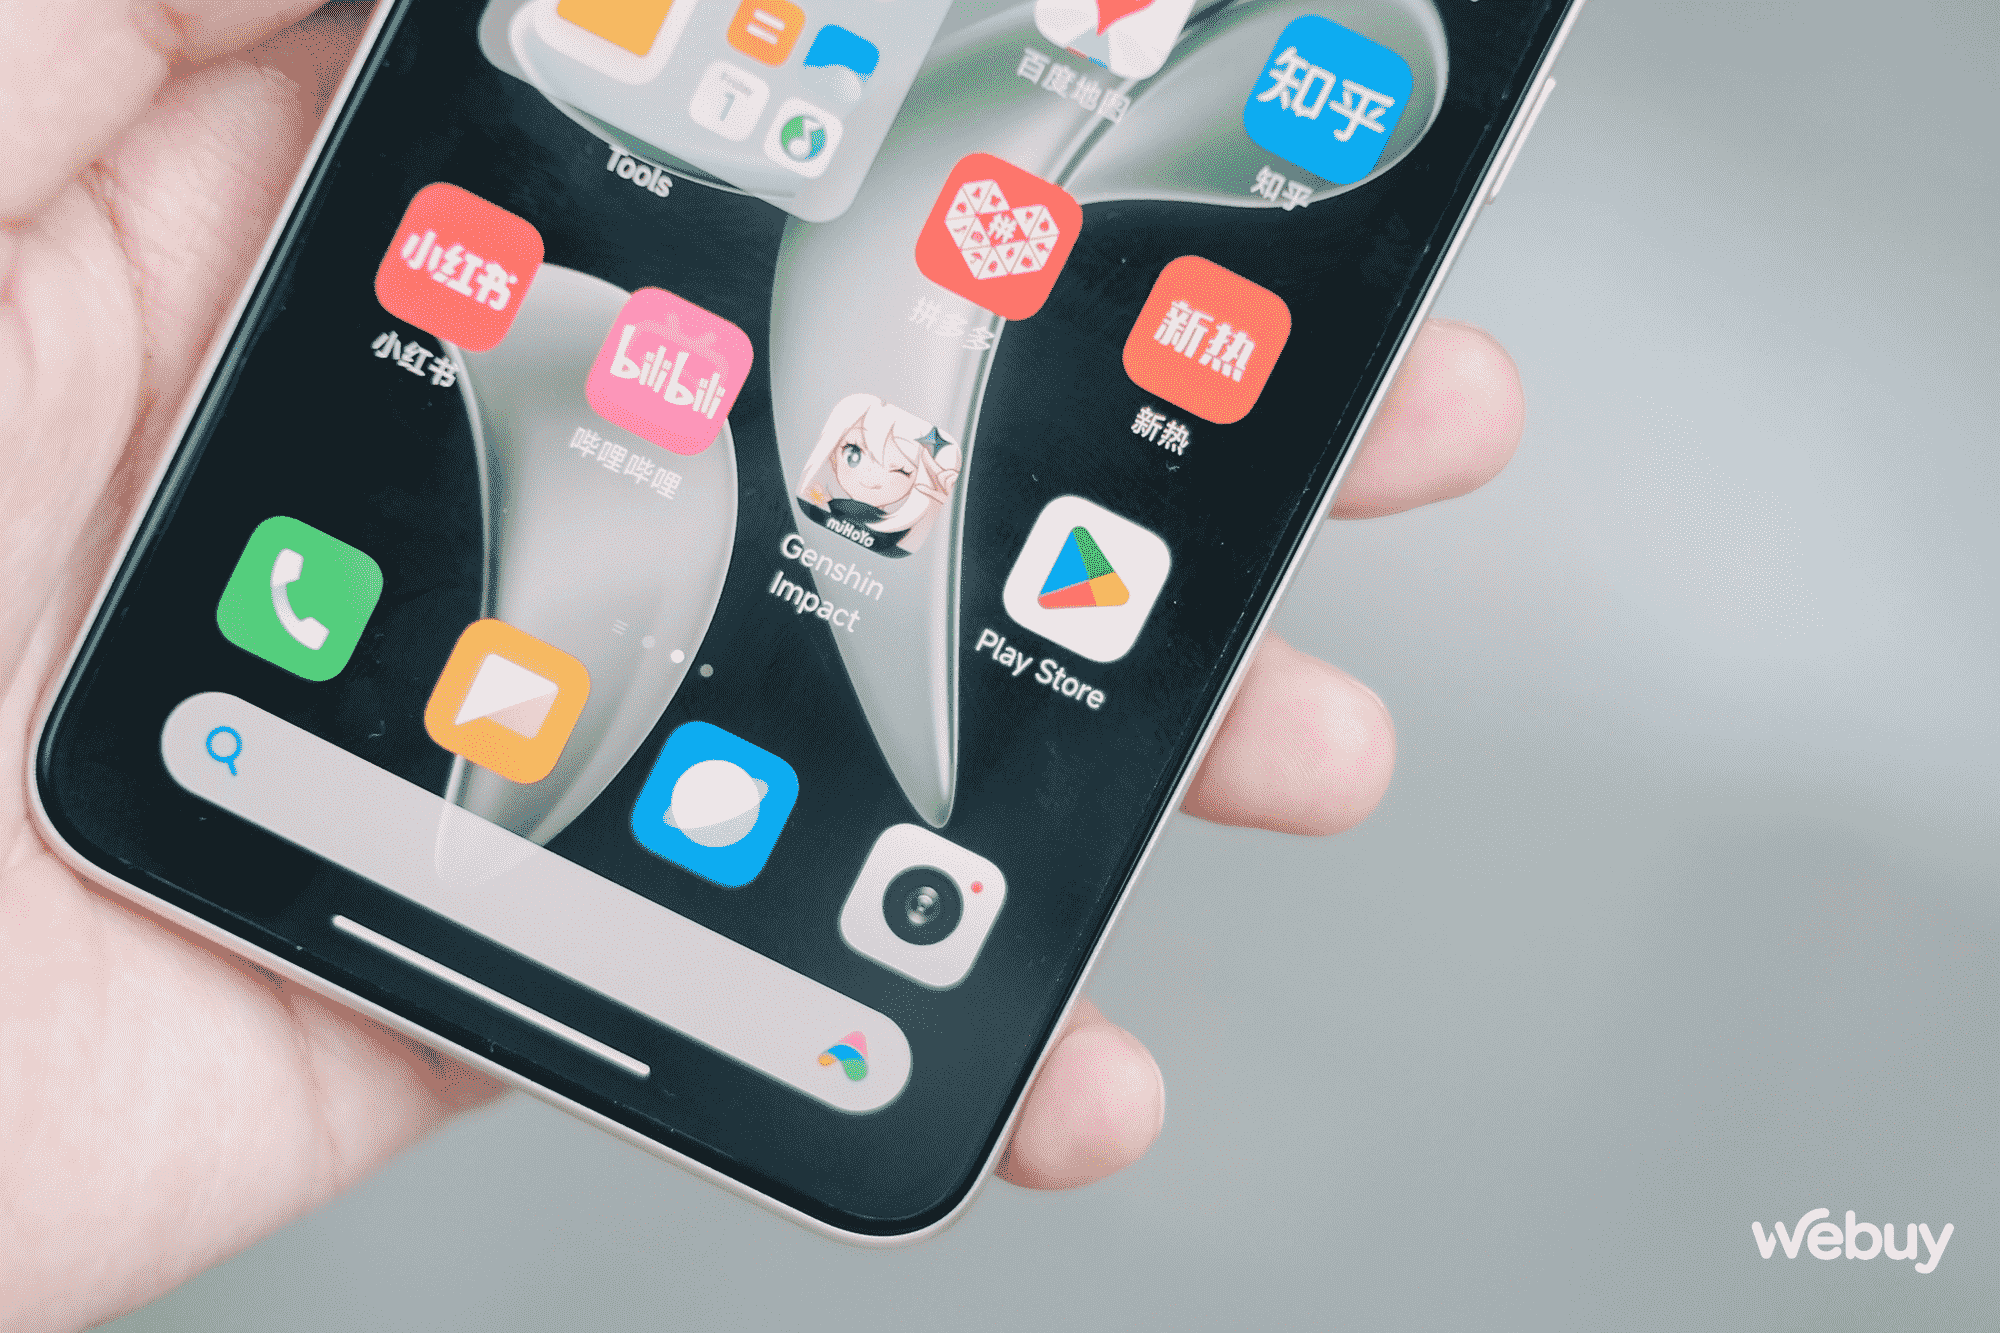 1
Tools
百度地图
知乎
知乎
小红书
小红书
bilibili
哔哩哔哩
拼
拼多多
新热
新热
miHoYo
Genshin
Impact
Play Store
webuy